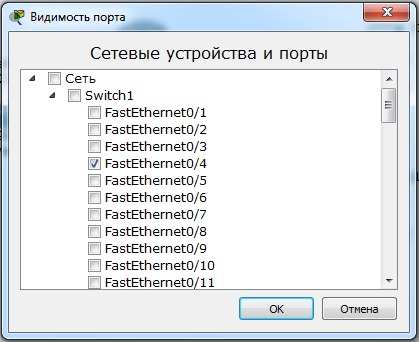 Видимость порта
Сетевые устройства и порты
Сеть
Switch1
FastEthernet0/1
FastEthernet0/2
FastEthernet0/3
FastEthernet0/4
FastEthernet0/5
FastEthernet0/6
FastEthernet0/7
FastEthernet0/8
FastEthernet0/9
FastEthernet0/10
FastEthernet0/11
OK
Отмена